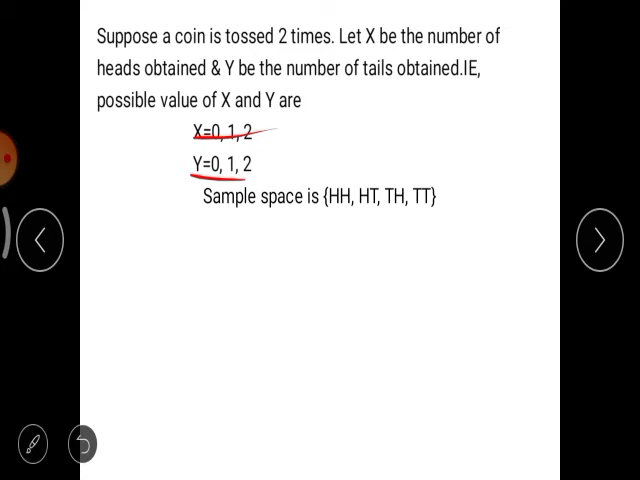 Suppose a coin is tossed 2 times. Let X be the number of
heads obtained & Y be the number of tails obtained.IE,
possible value of X and Y are
X=0, 1, 2
Y=0, 1, 2
Sample space is {HH, HT, TH, TT}